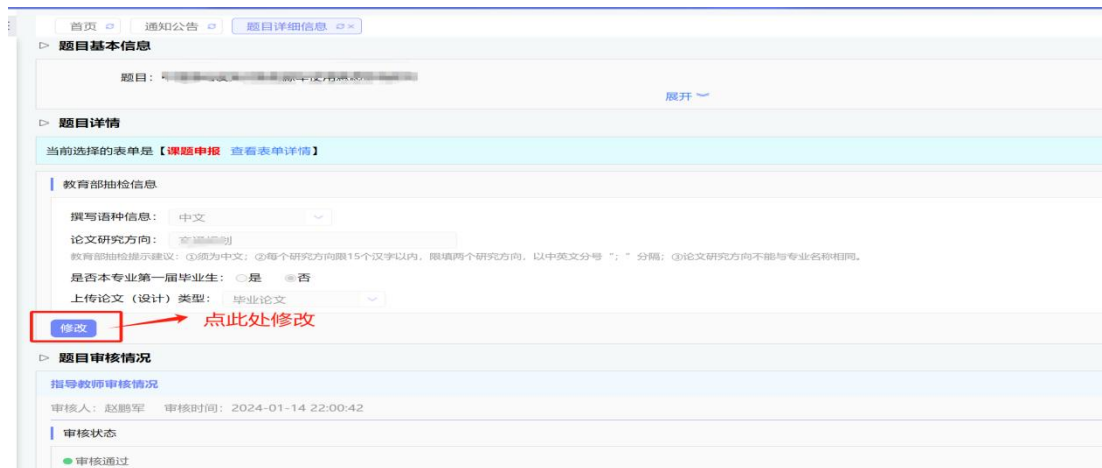 首页 通知公告 题目详细信息
题目基本信息
题目：
展开
题目详情
当前选择的表单是【课题申报 查看表单详情】
教育部抽检信息
撰写语种信息： 中文
论文研究方向：
教育部抽检提示建议：①须为中文；②每个研究方向限15个汉字以内，限填两个研究方向，以中英文分号“；”分隔；③论文研究方向不能与专业名称相同。
是否本专业第一届毕业生： 是 否
上传论文（设计）类型： 毕业论文
修改 点此处修改
题目审核情况
指导教师审核情况
审核人：赵鹏军 审核时间：2024-01-14 22:00:42
审核状态
审核通过